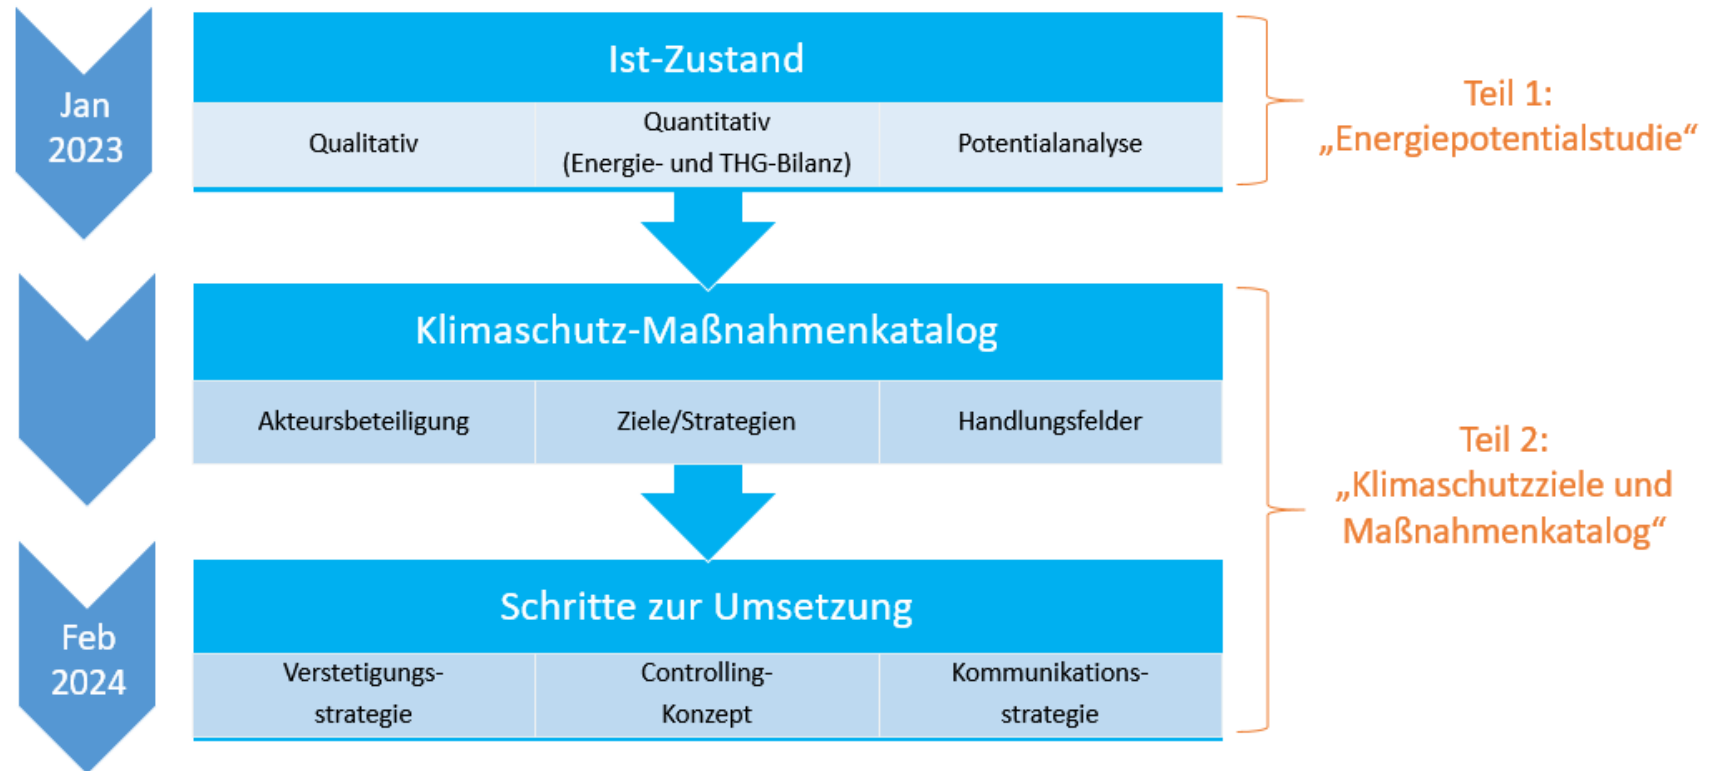 Jan
2023
Ist-Zustand
Qualitativ
Quantitativ
(Energie- und THG-Bilanz)
Potentialanalyse
Teil 1:
„Energiepotentialstudie“
Klimaschutz-Maßnahmenkatalog
Akteursbeteiligung
Ziele/Strategien
Handlungsfelder
Teil 2:
„Klimaschutzziele und
Maßnahmenkatalog“
Feb
2024
Schritte zur Umsetzung
Verstetigungs-
strategie
Controlling-
Konzept
Kommunikations-
strategie